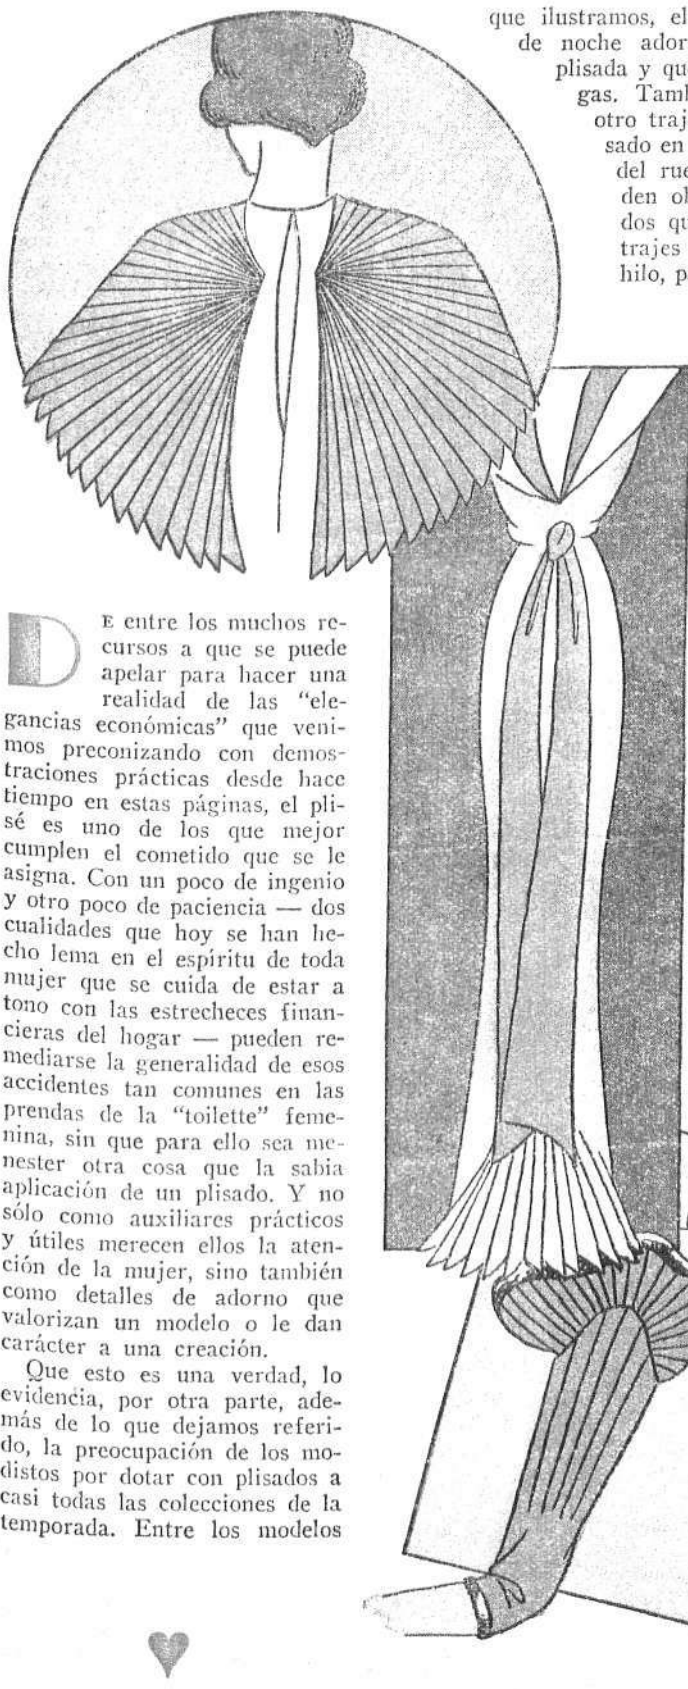 DE entre los muchos re-
cursos a que se puede
apelar para hacer una
realidad de las “ele-
gancias económicas” que veni-
mos preconizando con demos-
traciones prácticas desde hace
tiempo en estas páginas, el pli-
sé es uno de los que mejor
cumplen el cometido que se le
asigna. Con un poco de ingenio
y otro poco de paciencia — dos
cualidades que hoy se han he-
cho lema en el espíritu de toda
mujer que se cuida de estar a
tono con las estrecheces finan-
cieras del hogar — pueden re-
mediarse la generalidad de esos
accidentes tan comunes en las
prendas de la “toilette” feme-
nina, sin que para ello sea me-
nester otra cosa que la sabia
aplicación de un plisado. Y no
sólo como auxiliares prácticos
y útiles merecen ellos la aten-
ción de la mujer, sino también
como detalles de adorno que
valorizan un modelo o le dan
carácter a una creación.
Que esto es una verdad, lo
evidencia, por otra parte, ade-
más de lo que dejamos referi-
do, la preocupación de los mo-
distos por dotar con plisados a
casi todas las colecciones de la
temporada. Entre los modelos
que ilustramos, el
de noche ador
plisada y qu
gas. Tam
otro traj
sado en
del rue
den ol
dos qu
trajes
hilo, p